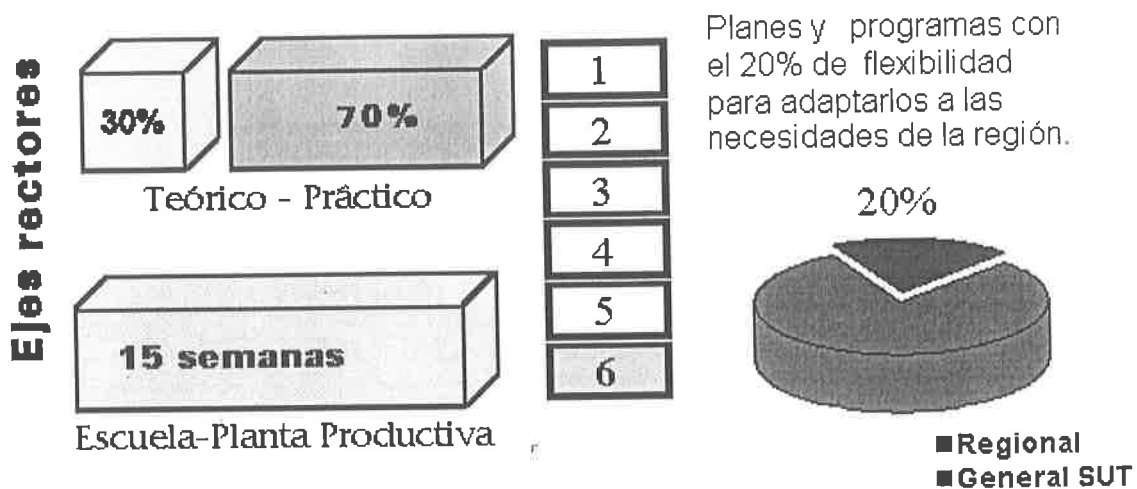 Ejes rectores
30%
70%
Teórico - Práctico
15 semanas
Escuela-Planta Productiva
1
2
3
4
5
6
Planes y programas con
el 20% de flexibilidad
para adaptarlos a las
necesidades de la región.
20%
Regional
General SUT